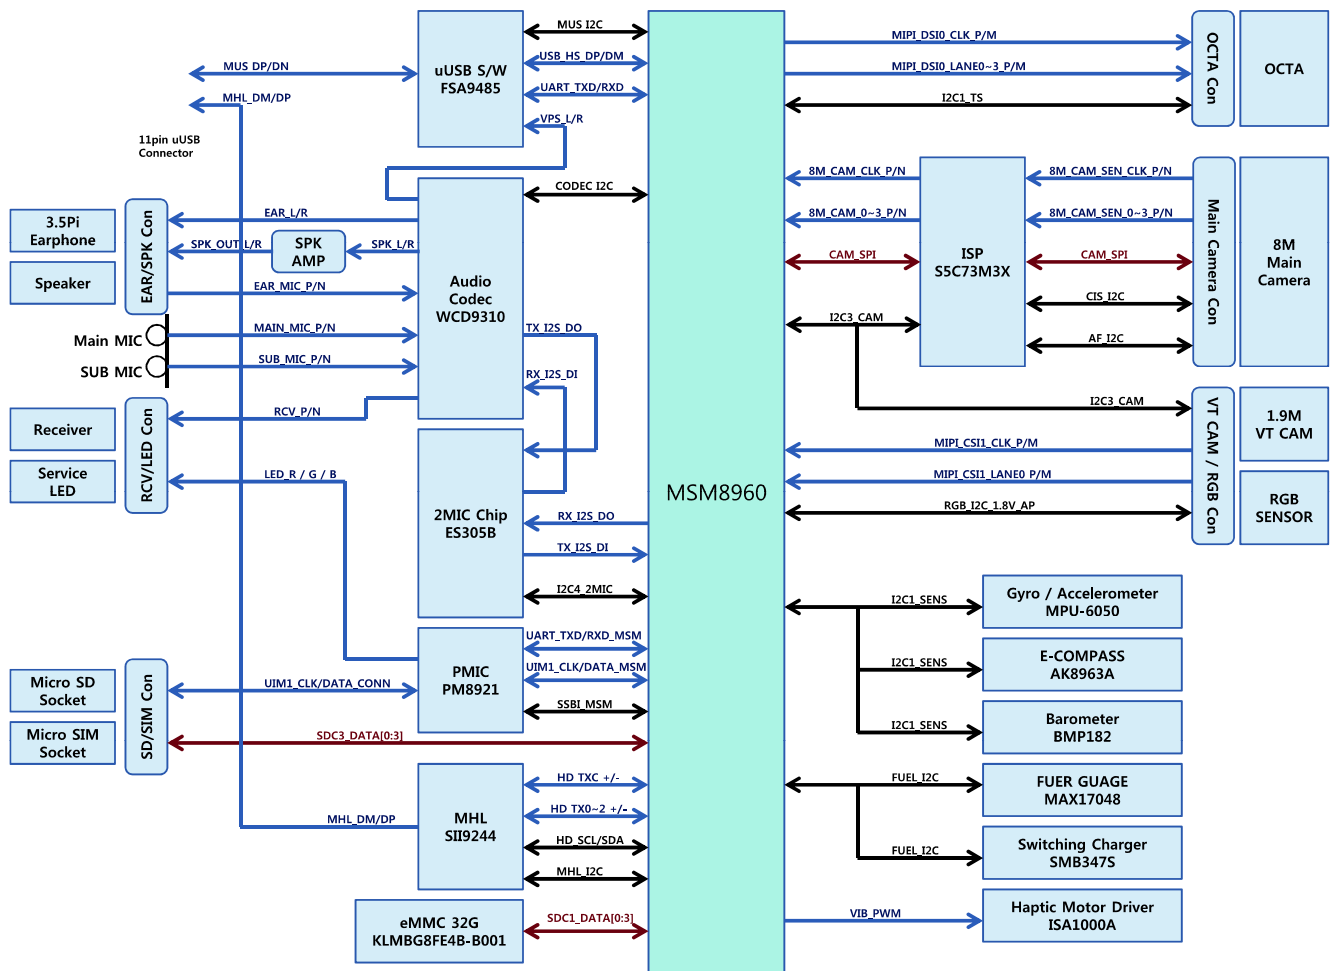 MUS I2C
USB_HS_DP/DM
UART_TXD/RXD
VPS_L/R
uUSB S/W
FSA9485
MUS DP/DN
MHL_DM/DP
11pin uUSB
Connector
MIPI_DSI0_CLK_P/M
MIPI_DSI0_LANE0~3_P/M
I2C1_TS
OCTA Con
OCTA
CODEC I2C
3.5Pi
Earphone
Speaker
EAR/SPK Con
EAR_L/R
SPK_OUT_L/R
SPK
AMP
SPK_L/R
EAR_MIC_P/N
Audio
Codec
WCD9310
Main MIC
SUB MIC
MAIN_MIC_P/N
SUB_MIC_P/N
TX_I2S_DO
RX_I2S_DI
8M_CAM_CLK_P/N
8M_CAM_0~3_P/N
CAM_SPI
I2C3_CAM
ISP
S5C73M3X
8M_CAM_SEN_CLK_P/N
8M_CAM_SEN_0~3_P/N
CAM_SPI
CIS_I2C
AF_I2C
Main Camera Con
8M
Main
Camera
Receiver
Service
LED
RCV/LED Con
RCV_P/N
LED_R / G / B
2MIC Chip
ES305B
RX_I2S_DO
TX_I2S_DI
I2C4_2MIC
MSM8960
I2C3_CAM
MIPI_CSI1_CLK_P/M
MIPI_CSI1_LANE0 P/M
RGB_I2C_1.8V_AP
VT CAM / RGB Con
1.9M
VT CAM
RGB
SENSOR
Micro SD
Socket
Micro SIM
Socket
SD/SIM Con
UIM1_CLK/DATA_CONN
SDC3_DATA[0:3]
PMIC
PM8921
UART_TXD/RXD_MSM
UIM1_CLK/DATA_MSM
SSBI_MSM
I2C1_SENS
Gyro / Accelerometer
MPU-6050
I2C1_SENS
E-COMPASS
AK8963A
I2C1_SENS
Barometer
BMP182
MHL_DM/DP
MHL
SII9244
HD TXC +/-
HD TX0~2 +/-
HD_SCL/SDA
MHL_I2C
FUEL_I2C
FUER GUAGE
MAX17048
FUEL_I2C
Switching Charger
SMB347S
eMMC 32G
KLMBG8FE4B-B001
SDC1_DATA[0:3]
VIB_PWM
Haptic Motor Driver
ISA1000A